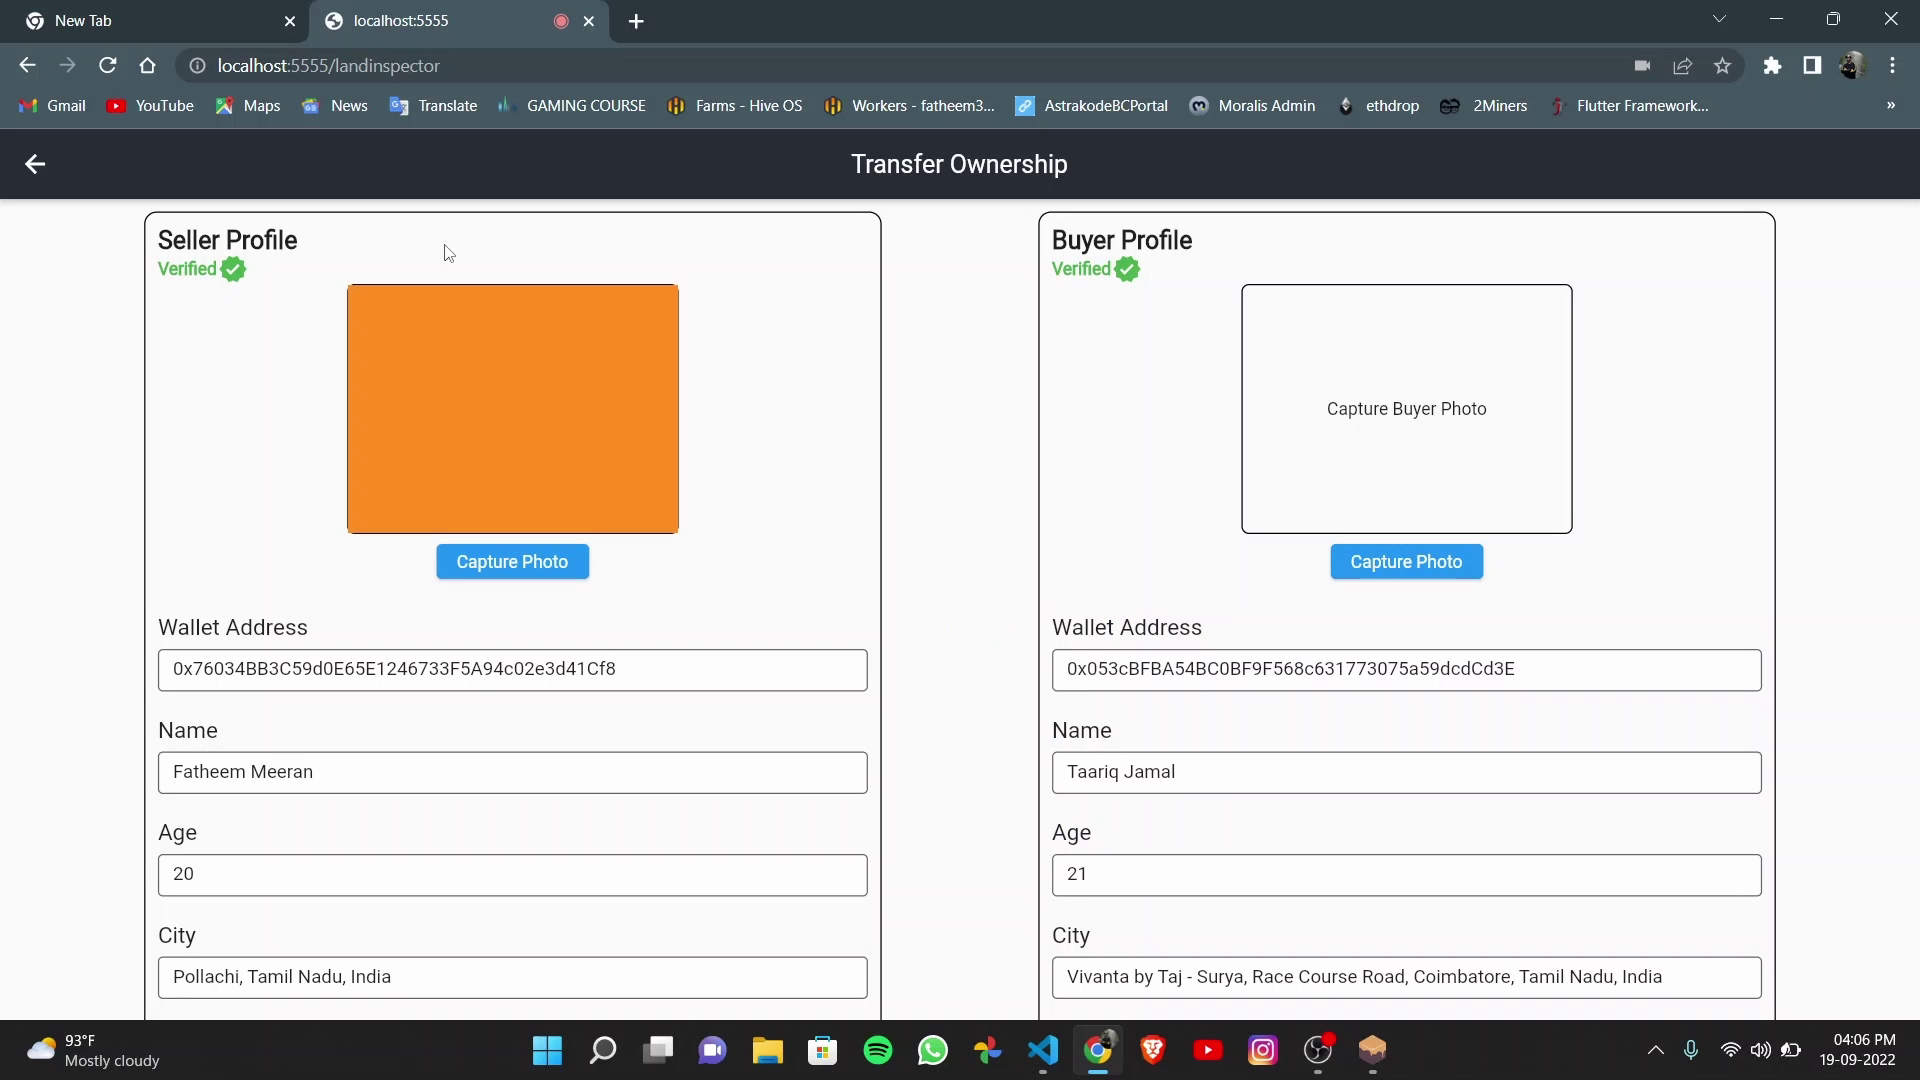 New Tab
localhost:5555
localhost:5555/landinspector
Gmail
YouTube
Maps
News
Translate
GAMING COURSE
Farms - Hive OS
Workers - fatheem3...
AstrakodeBCPortal
Moralis Admin
ethdrop
2Miners
Flutter Framework...
»
Transfer Ownership
Seller Profile
Verified
Capture Photo
Wallet Address
0x76034BB3C59d0E65E1246733F5A94c02e3d41Cf8
Name
Fatheem Meeran
Age
20
City
Pollachi, Tamil Nadu, India
Buyer Profile
Verified
Capture Buyer Photo
Capture Photo
Wallet Address
0x053cBFBA54BC0BF9F568c631773075a59dcdCd3E
Name
Taariq Jamal
Age
21
City
Vivanta by Taj - Surya, Race Course Road, Coimbatore, Tamil Nadu, India
93°F
Mostly cloudy
04:06 PM
19-09-2022